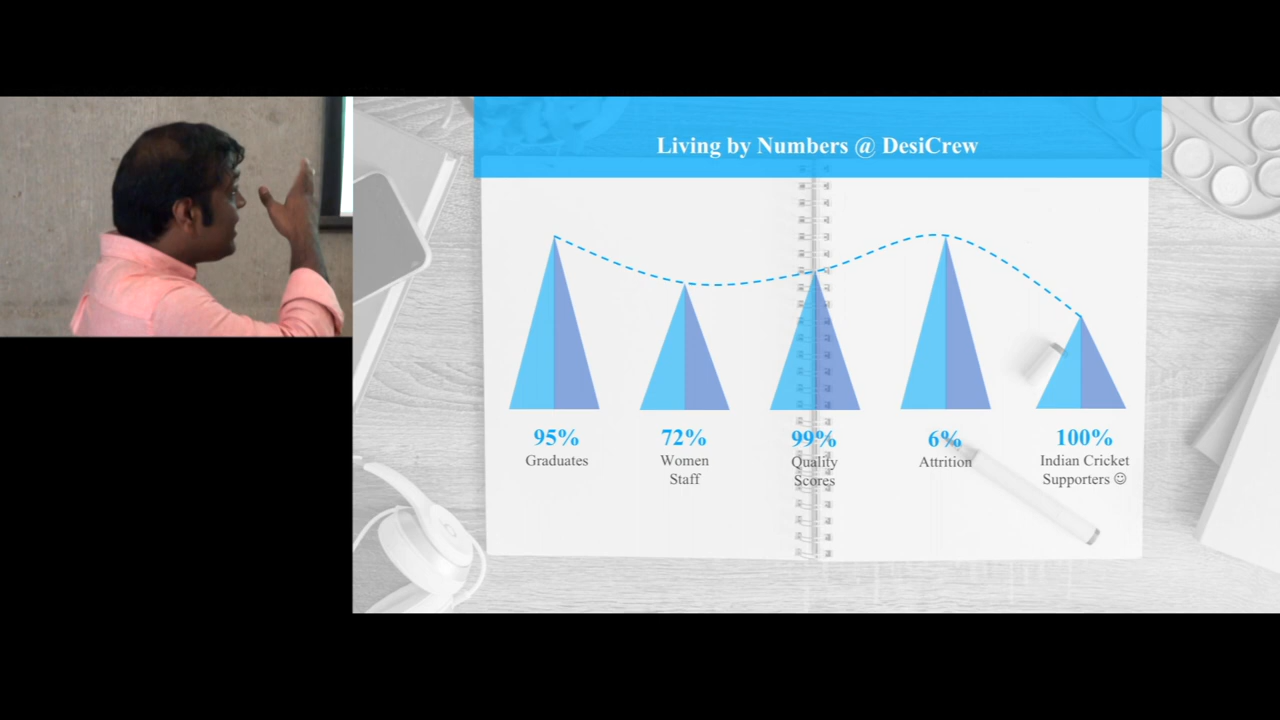 Living by Numbers @ DesiCrew
95%
Graduates
72%
Women
Staff
99%
Quality
Scores
6%
Attrition
100%
Indian Cricket
Supporters ☺